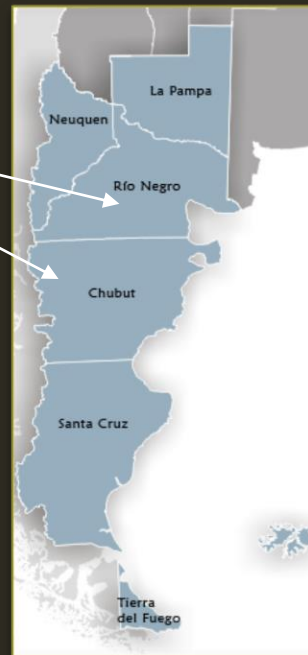 La Pampa
Neuquen
Río Negro
Chubut
Santa Cruz
Tierra
del Fuego